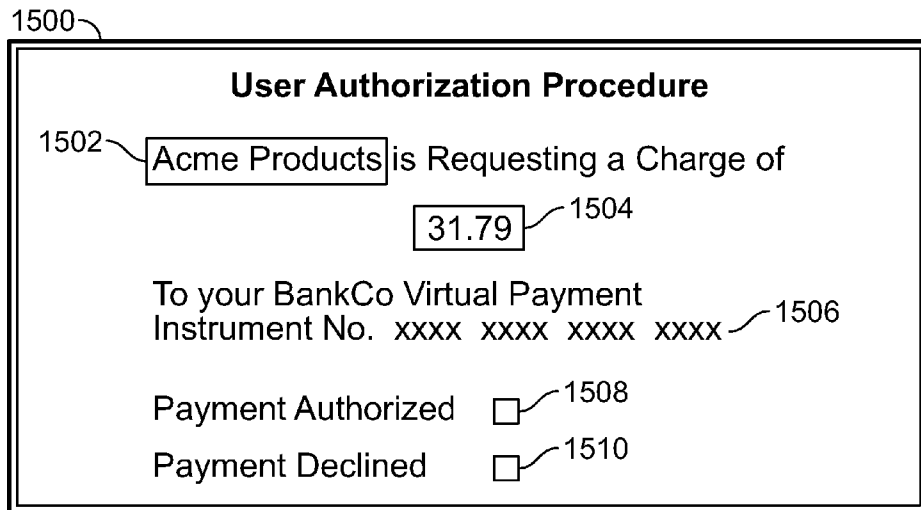 1500
User Authorization Procedure
1502 Acme Products is Requesting a Charge of
31.79 1504
To your BankCo Virtual Payment
Instrument No. xxxx xxxx xxxx xxxx 1506
Payment Authorized 1508
Payment Declined 1510